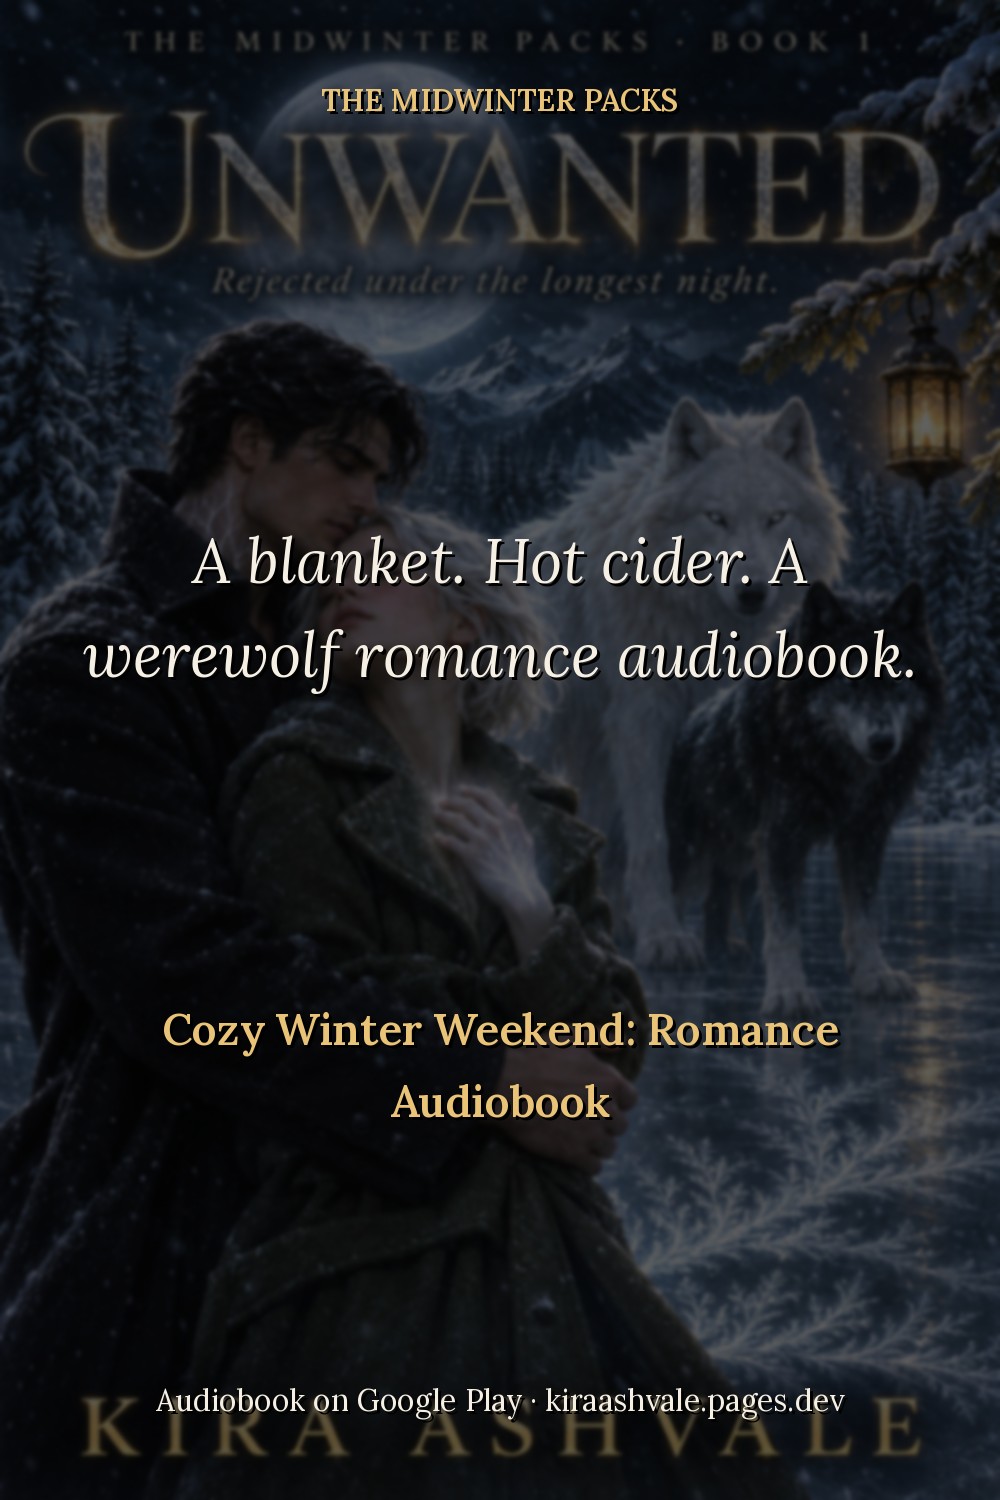 THE MIDWINTER PACKS · BOOK 1
THE MIDWINTER PACKS
UNWANTED
Rejected under the longest night.
A blanket. Hot cider. A
werewolf romance audiobook.
Cozy Winter Weekend: Romance
Audiobook
Audiobook on Google Play · kiraashvale.pages.dev
KIRA ASHVALE